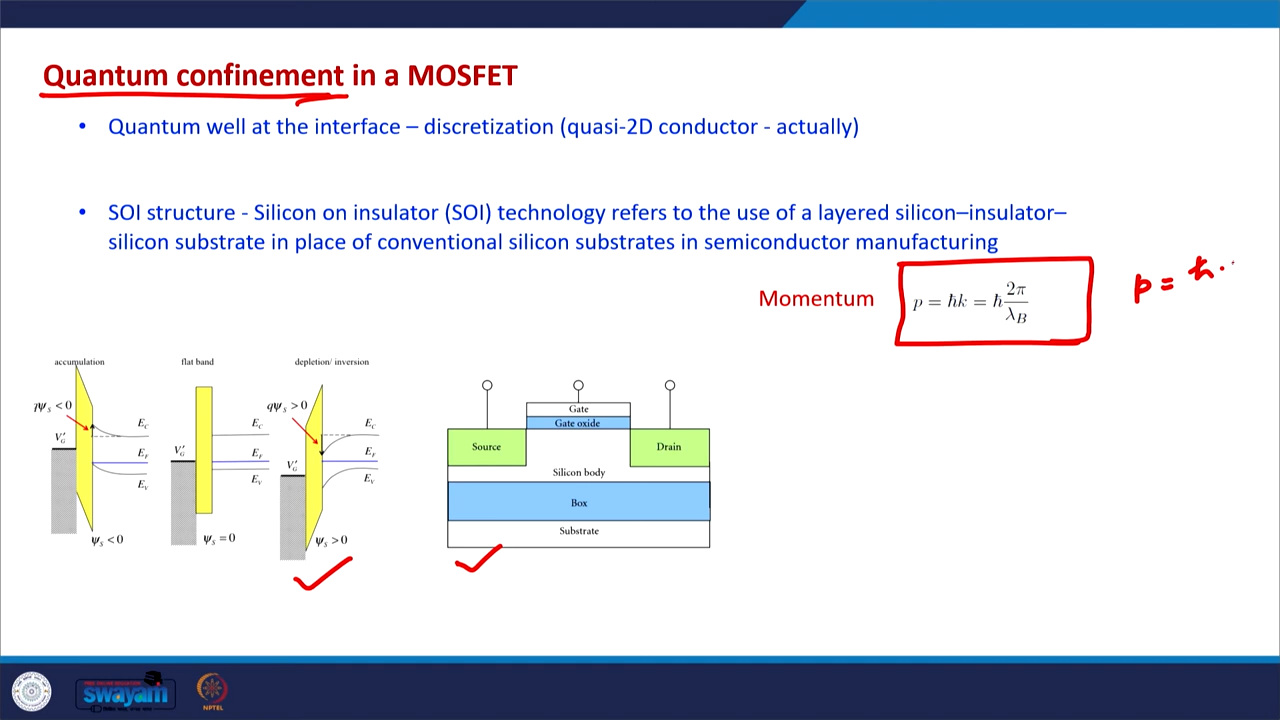 Quantum confinement in a MOSFET
• Quantum well at the interface – discretization (quasi-2D conductor - actually)
• SOI structure - Silicon on insulator (SOI) technology refers to the use of a layered silicon–insulator–
silicon substrate in place of conventional silicon substrates in semiconductor manufacturing
Momentum p = ħk = ħ 2π/λ_B
p = ħ.
accumulation flat band depletion/ inversion
qψ_s < 0 qψ_s > 0
E_C E_C E_C
V'_G V'_G V'_G
E_F E_F E_F
E_V E_V E_V
ψ_s < 0 ψ_s = 0 ψ_s > 0
Gate
Gate oxide
Source Drain
Silicon body
Box
Substrate
swayam
NPTEL